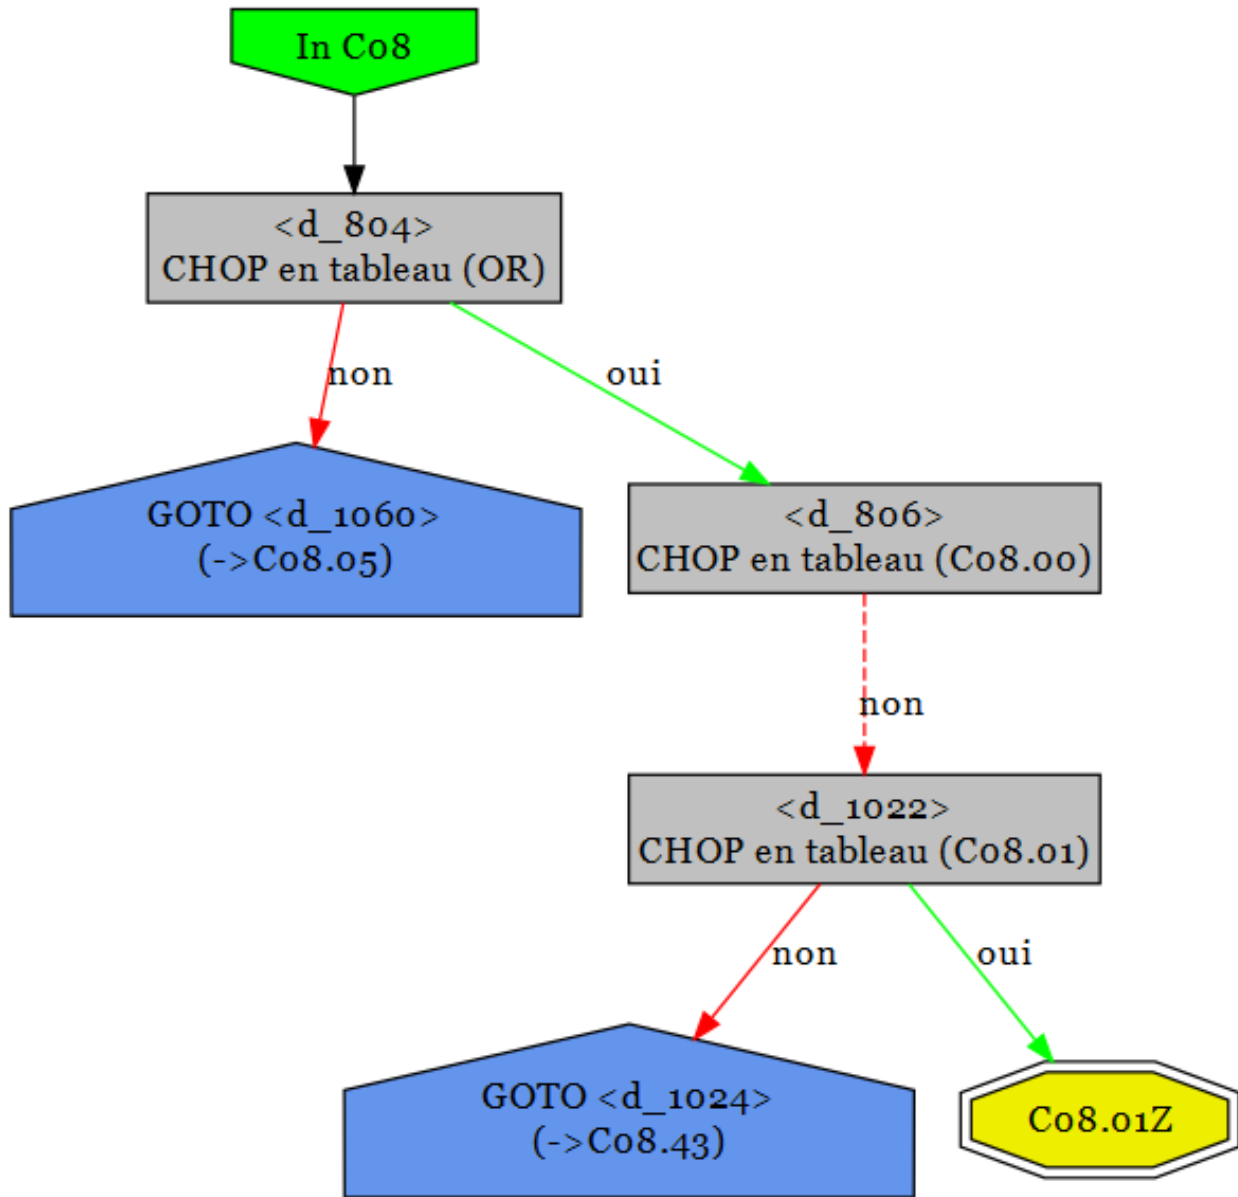 In C08
<d_804>
CHOP en tableau (OR)
non
oui
GOTO <d_1060>
(->C08.05)
<d_806>
CHOP en tableau (C08.00)
non
<d_1022>
CHOP en tableau (C08.01)
non
oui
GOTO <d_1024>
(->C08.43)
C08.01Z